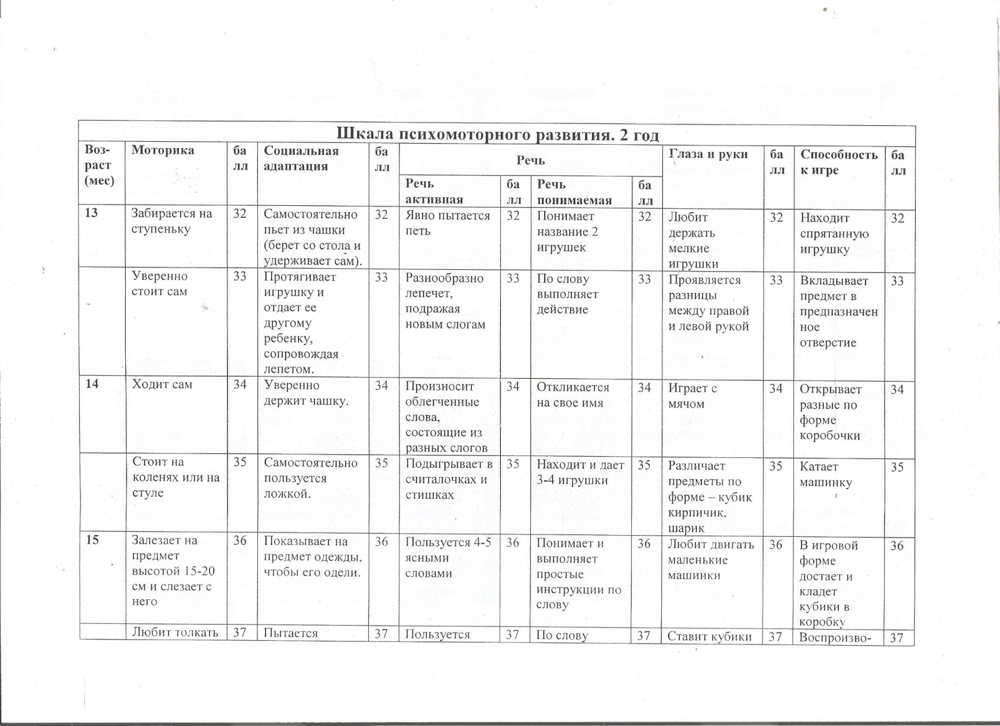 Шкала психомоторного развития. 2 год
Воз-
раст
(мес)
Моторика
ба
лл
Социальная
адаптация
ба
лл
Речь
Речь
активная
ба
лл
Речь
понимаемая
ба
лл
Глаза и руки
ба
лл
Способность
к игре
ба
лл
13
Забирается на
ступеньку
32
Самостоятельно
пьет из чашки
(берет со стола и
удерживает сам).
32
Явно пытается
петь
32
Понимает
название 2
игрушек
32
Любит
держать
мелкие
игрушки
32
Находит
спрятанную
игрушку
32
Уверенно
стоит сам
33
Протягивает
игрушку и
отдает ее
другому
ребенку,
сопровождая
лепетом.
33
Разнообразно
лепечет,
подражая
новым слогам
33
По слову
выполняет
действие
33
Проявляется
разницы
между правой
и левой рукой
33
Вкладывает
предмет в
предназначен
ное
отверстие
33
14
Ходит сам
34
Уверенно
держит чашку.
34
Произносит
облегченные
слова,
состоящие из
разных слогов
34
Откликается
на свое имя
34
Играет с
мячом
34
Открывает
разные по
форме
коробочки
34
Стоит на
коленях или на
стуле
35
Самостоятельно
пользуется
ложкой.
35
Подыгрывает в
считалочках и
стишках
35
Находит и дает
3-4 игрушки
35
Различает
предметы по
форме – кубик
кирпичик,
шарик
35
Катает
машинку
35
15
Залезает на
предмет
высотой 15-20
см и слезает с
него
36
Показывает на
предмет одежды,
чтобы его одели.
36
Пользуется 4-5
ясными
словами
36
Понимает и
выполняет
простые
инструкции по
слову
36
Любит двигать
маленькие
машинки
36
В игровой
форме
достает и
кладет
кубики в
коробку
36
Любит толкать
37
Пытается
37
Пользуется
37
По слову
37
Ставит кубики
37
Воспроизво-
37